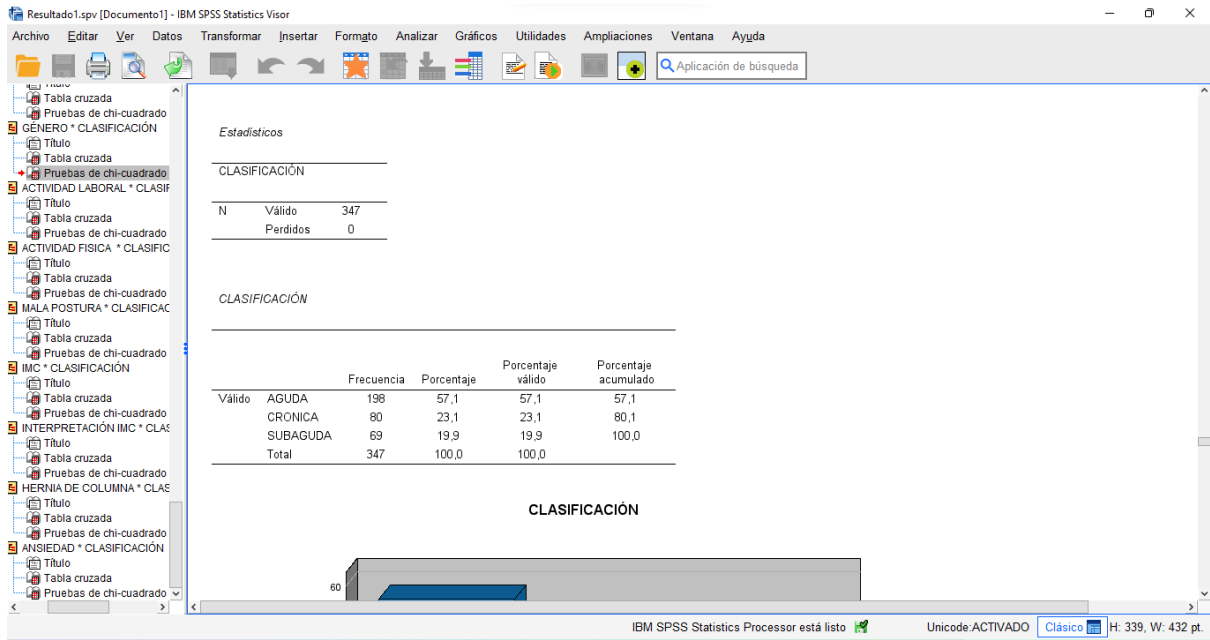 Resultado1.spv [Documento1] - IBM SPSS Statistics Visor
Archivo Editar Ver Datos Transformar Insertar Formato Analizar Gráficos Utilidades Ampliaciones Ventana Ayuda
Aplicación de búsqueda
Título
Tabla cruzada
Pruebas de chi-cuadrado
GÉNERO * CLASIFICACIÓN
Título
Tabla cruzada
Pruebas de chi-cuadrado
ACTIVIDAD LABORAL * CLASIF
Título
Tabla cruzada
Pruebas de chi-cuadrado
ACTIVIDAD FISICA * CLASIFIC
Título
Tabla cruzada
Pruebas de chi-cuadrado
MALA POSTURA * CLASIFICAC
Título
Tabla cruzada
Pruebas de chi-cuadrado
IMC * CLASIFICACIÓN
Título
Tabla cruzada
Pruebas de chi-cuadrado
INTERPRETACIÓN IMC * CLAS
Título
Tabla cruzada
Pruebas de chi-cuadrado
HERNIA DE COLUMNA * CLAS
Título
Tabla cruzada
Pruebas de chi-cuadrado
ANSIEDAD * CLASIFICACIÓN
Título
Tabla cruzada
Pruebas de chi-cuadrado
Estadísticos
CLASIFICACIÓN
N Válido 347
Perdidos 0
CLASIFICACIÓN
Frecuencia Porcentaje Porcentaje válido Porcentaje acumulado
Válido AGUDA 198 57,1 57,1 57,1
CRONICA 80 23,1 23,1 80,1
SUBAGUDA 69 19,9 19,9 100,0
Total 347 100,0 100,0
CLASIFICACIÓN
60
IBM SPSS Statistics Processor está listo Unicode:ACTIVADO Clásico H: 339, W: 432 pt.